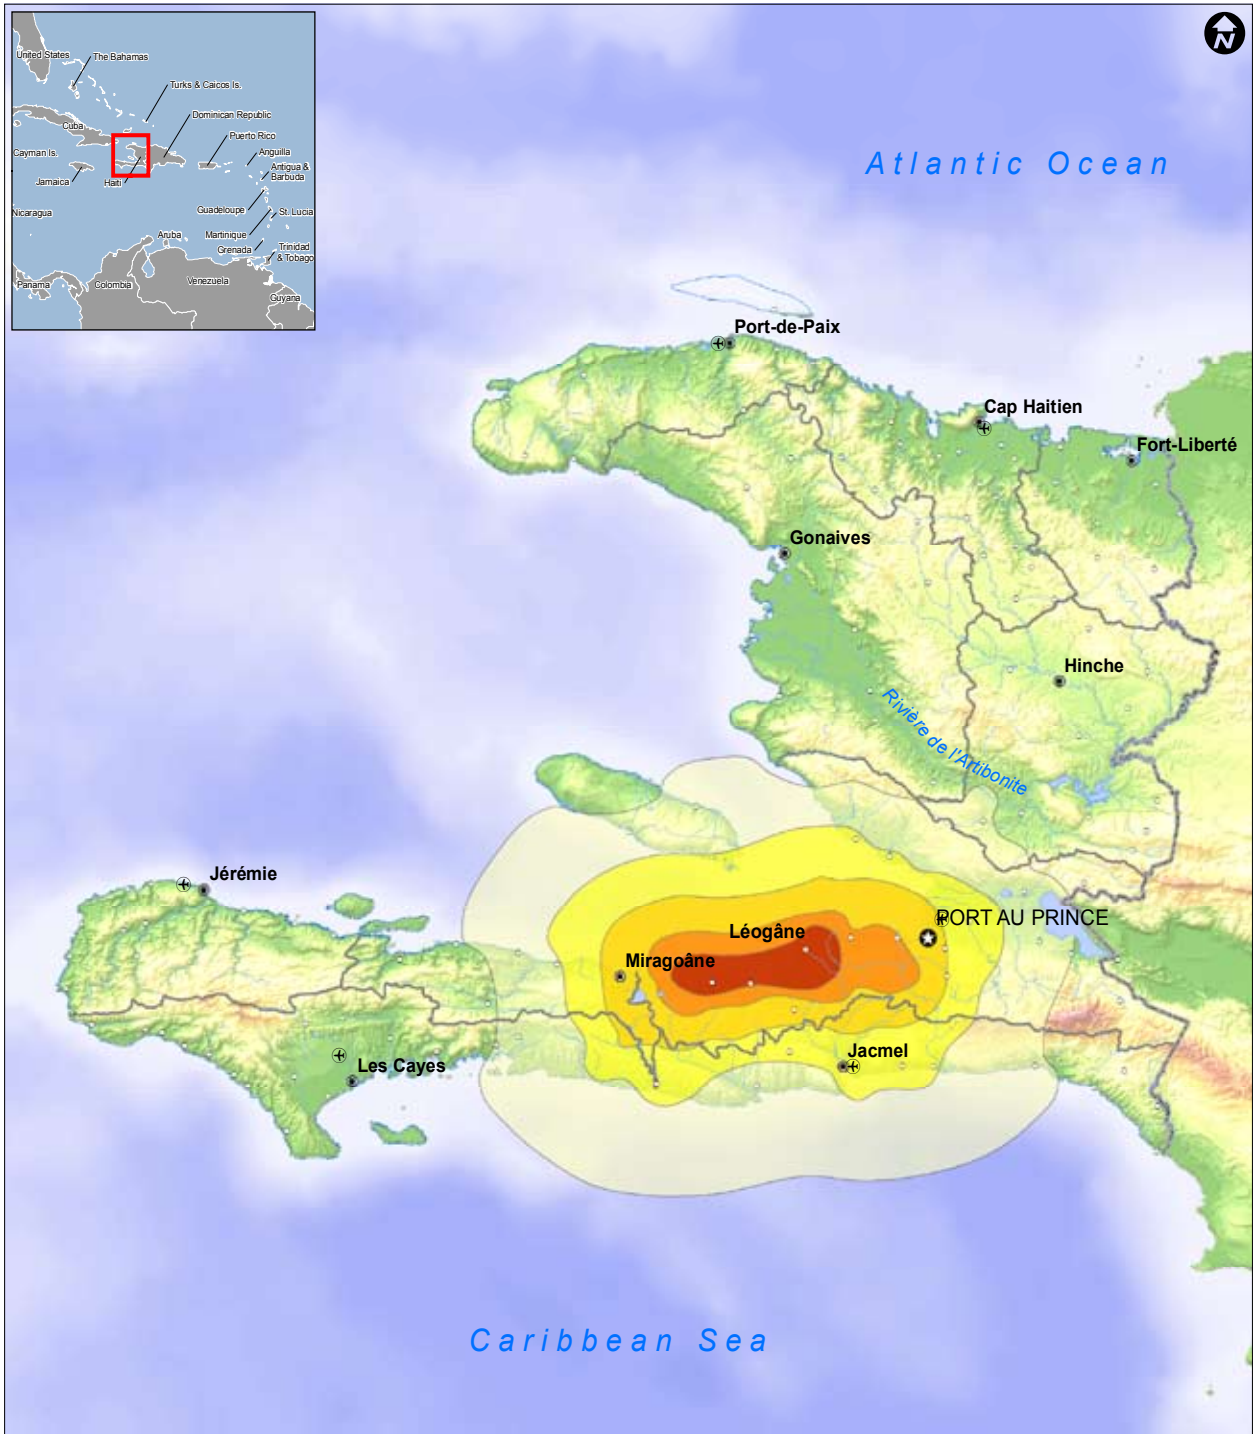 N
United States
The Bahamas
Turks & Caicos Is.
Dominican Republic
Cuba
Puerto Rico
Cayman Is.
Anguilla
Antigua &
Barbuda
Jamaica
Haiti
Guadeloupe
St. Lucia
Nicaragua
Martinique
Aruba
Grenada
Trinidad
& Tobago
Panama
Colombia
Venezuela
Guyana
Atlantic Ocean
Port-de-Paix
Cap Haitien
Fort-Liberté
Gonaives
Hinche
Rivière de l'Artibonite
Jérémie
PORT AU PRINCE
Léogâne
Miragoâne
Jacmel
Les Cayes
Caribbean Sea